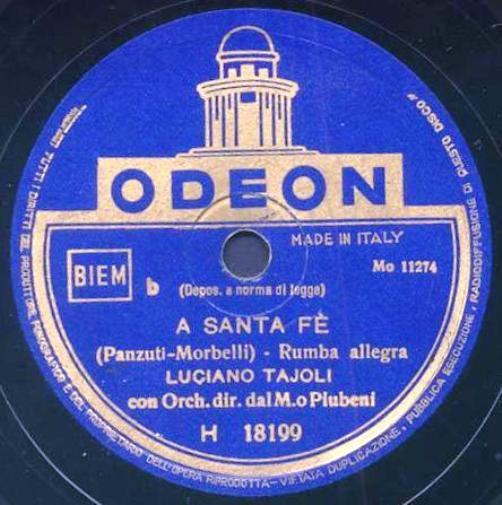 ODEON
MADE IN ITALY
BIEM
b
Mo 11274
(Depos. a norma di legge)
A SANTA FÈ
(Panzuti-Morbelli) - Rumba allegra
LUCIANO TAJOLI
con Orch. dir. dal M.o Plubeni
H 18199
TUTTI I DIRITTI DEL PRODUTTORE FONOGRAFICO E DEL PROPRIETARIO DELL'OPERA RIPRODOTTA - VIETATA DUPLICAZIONE, PUBBLICA ESECUZIONE, RADIODIFFUSIONE DI QUESTO DISCO